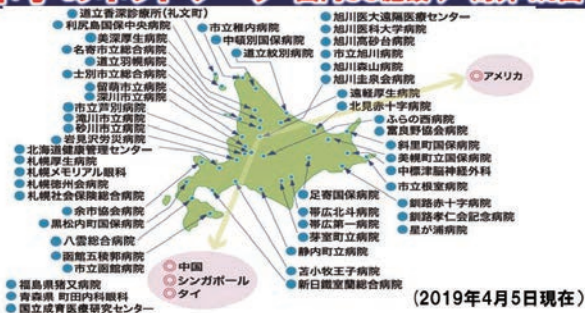 道立香深診療所(礼文町)
利尻島国保中央病院
美深厚生病院
名寄市立総合病院
道立羽幌病院
士別市立総合病院
留萌市立病院
深川市立病院
市立芦別病院
滝川市立病院
砂川市立病院
岩見沢労災病院
北海道健康管理センター
札幌厚生病院
札幌メモリアル眼科
札幌徳州会病院
札幌社会保険総合病院
余市協会病院
黒松内町国保病院
八雲総合病院
函館五稜郭病院
市立函館病院
福島県猪又病院
青森県 町田内科眼科
国立成育医療研究センター
市立稚内病院
中頓別国保病院
道立紋別病院
旭川医大遠隔医療センター
旭川医科大学病院
旭川高砂台病院
市立旭川病院
旭川森山病院
旭川圭泉会病院
遠軽厚生病院
北見赤十字病院
ふらの西病院
富良野協会病院
斜里町国保病院
美幌町立国保病院
中標津脳神経外科
市立根室病院
釧路赤十字病院
釧路孝仁会記念病院
星が浦病院
足寄国保病院
帯広北斗病院
帯広第一病院
芽室町立病院
静内町立病院
苫小牧王子病院
新日鐵室蘭総合病院
アメリカ
中国
シンガポール
タイ
(2019年4月5日現在)